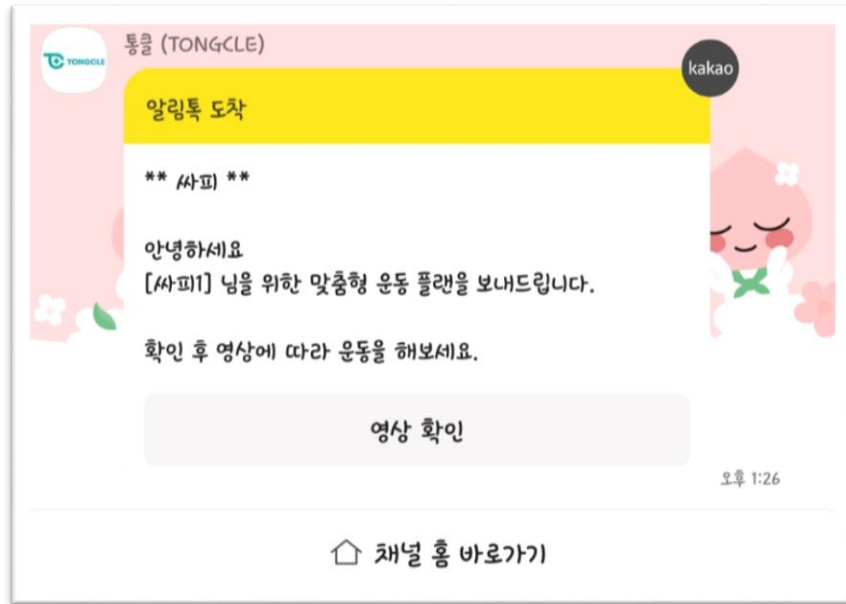 TONGCLE
통클 (TONGCLE)
kakao
알림톡 도착
** 싸피 **
안녕하세요
[싸피1] 님을 위한 맞춤형 운동 플랜을 보내드립니다.
확인 후 영상에 따라 운동을 해보세요.
영상 확인
오후 1:26
채널 홈 바로가기